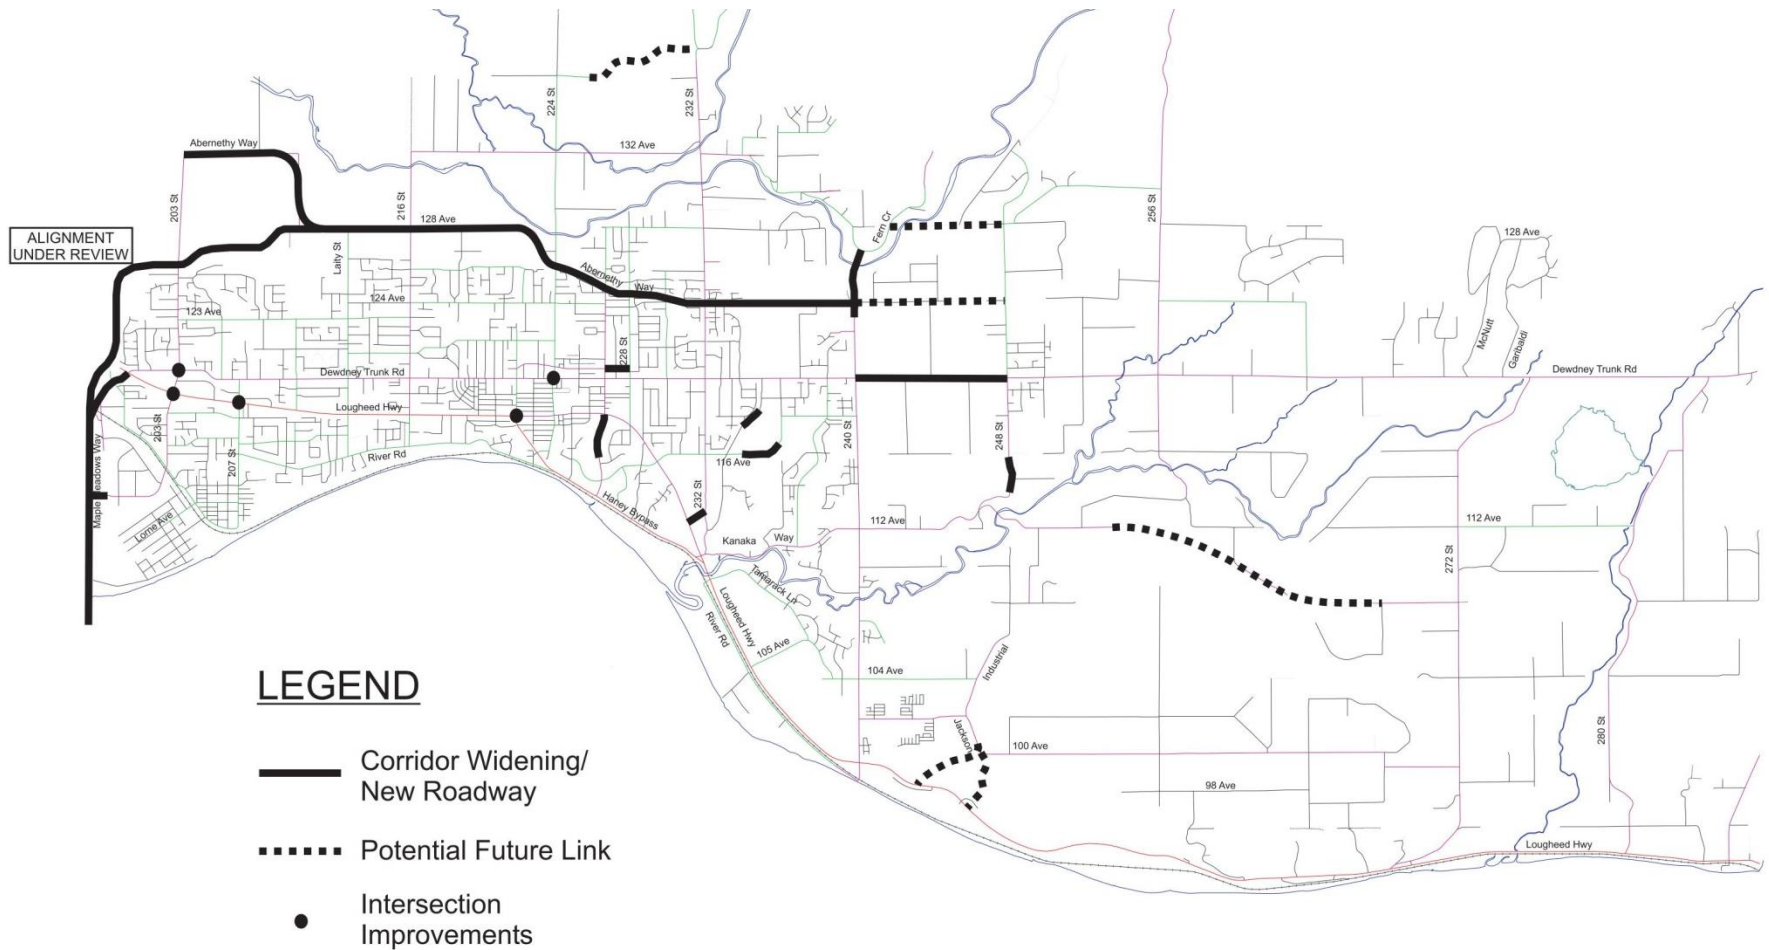 224 St
232 St
Abernethy Way
132 Ave
203 St
216 St
128 Ave
256 St
Fern Cr
ALIGNMENT
UNDER REVIEW
Laity St
128 Ave
Abernethy Way
124 Ave
123 Ave
McNutt
Garibaldi
228 St
Dewdney Trunk Rd
Dewdney Trunk Rd
Lougheed Hwy
203 St
240 St
248 St
Maple Meadows Way
207 St
River Rd
116 Ave
232 St
Haney Bypass
Lorne Ave
112 Ave
112 Ave
Kanaka Way
272 St
Tamarack Ln
Lougheed Hwy
River Rd
105 Ave
104 Ave
Industrial
Jackson
100 Ave
280 St
98 Ave
Lougheed Hwy
LEGEND
Corridor Widening/
New Roadway
Potential Future Link
Intersection
Improvements